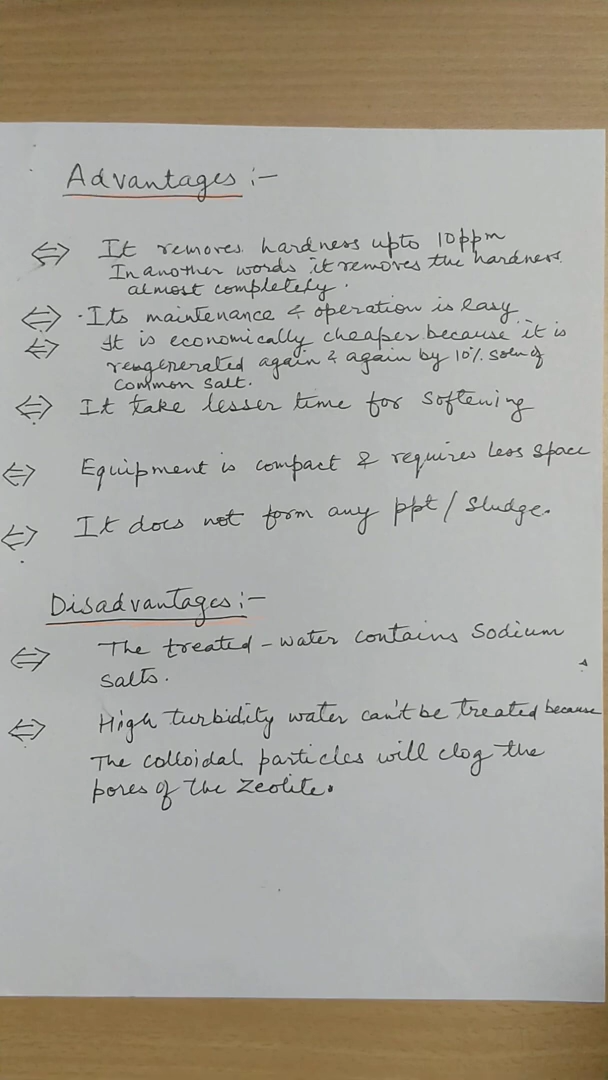 Advantages :-
⇔ It removes hardness upto 10ppm
In another words it removes the hardness
almost completely.
⇔ Its maintenance & operation is easy
⇔ It is economically cheaper because it is
regenerated again & again by 10% soln of
Common Salt.
⇔ It take lesser time for Softening
⇔ Equipment is compact & requires less space
⇔ It does not form any ppt / Sludge.
Disadvantages :-
⇔ The treated-water contains Sodium
Salts.
⇔ High turbidity water can't be treated because
The colloidal particles will clog the
pores of the Zeolite.